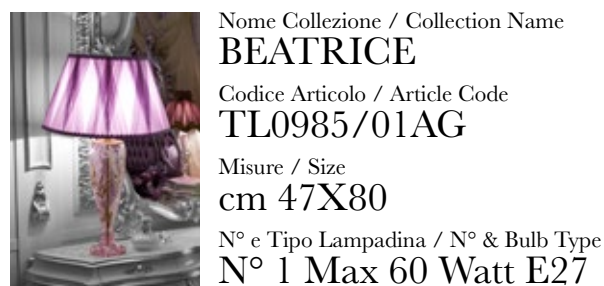 Nome Collezione / Collection Name
BEATRICE
Codice Articolo / Article Code
TL0985/01AG
Misure / Size
cm 47X80
N° e Tipo Lampadina / N° & Bulb Type
N° 1 Max 60 Watt E27